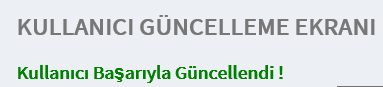 KULLANICI GÜNCELLEME EKRANI
Kullanıcı Başarıyla Güncellendi !